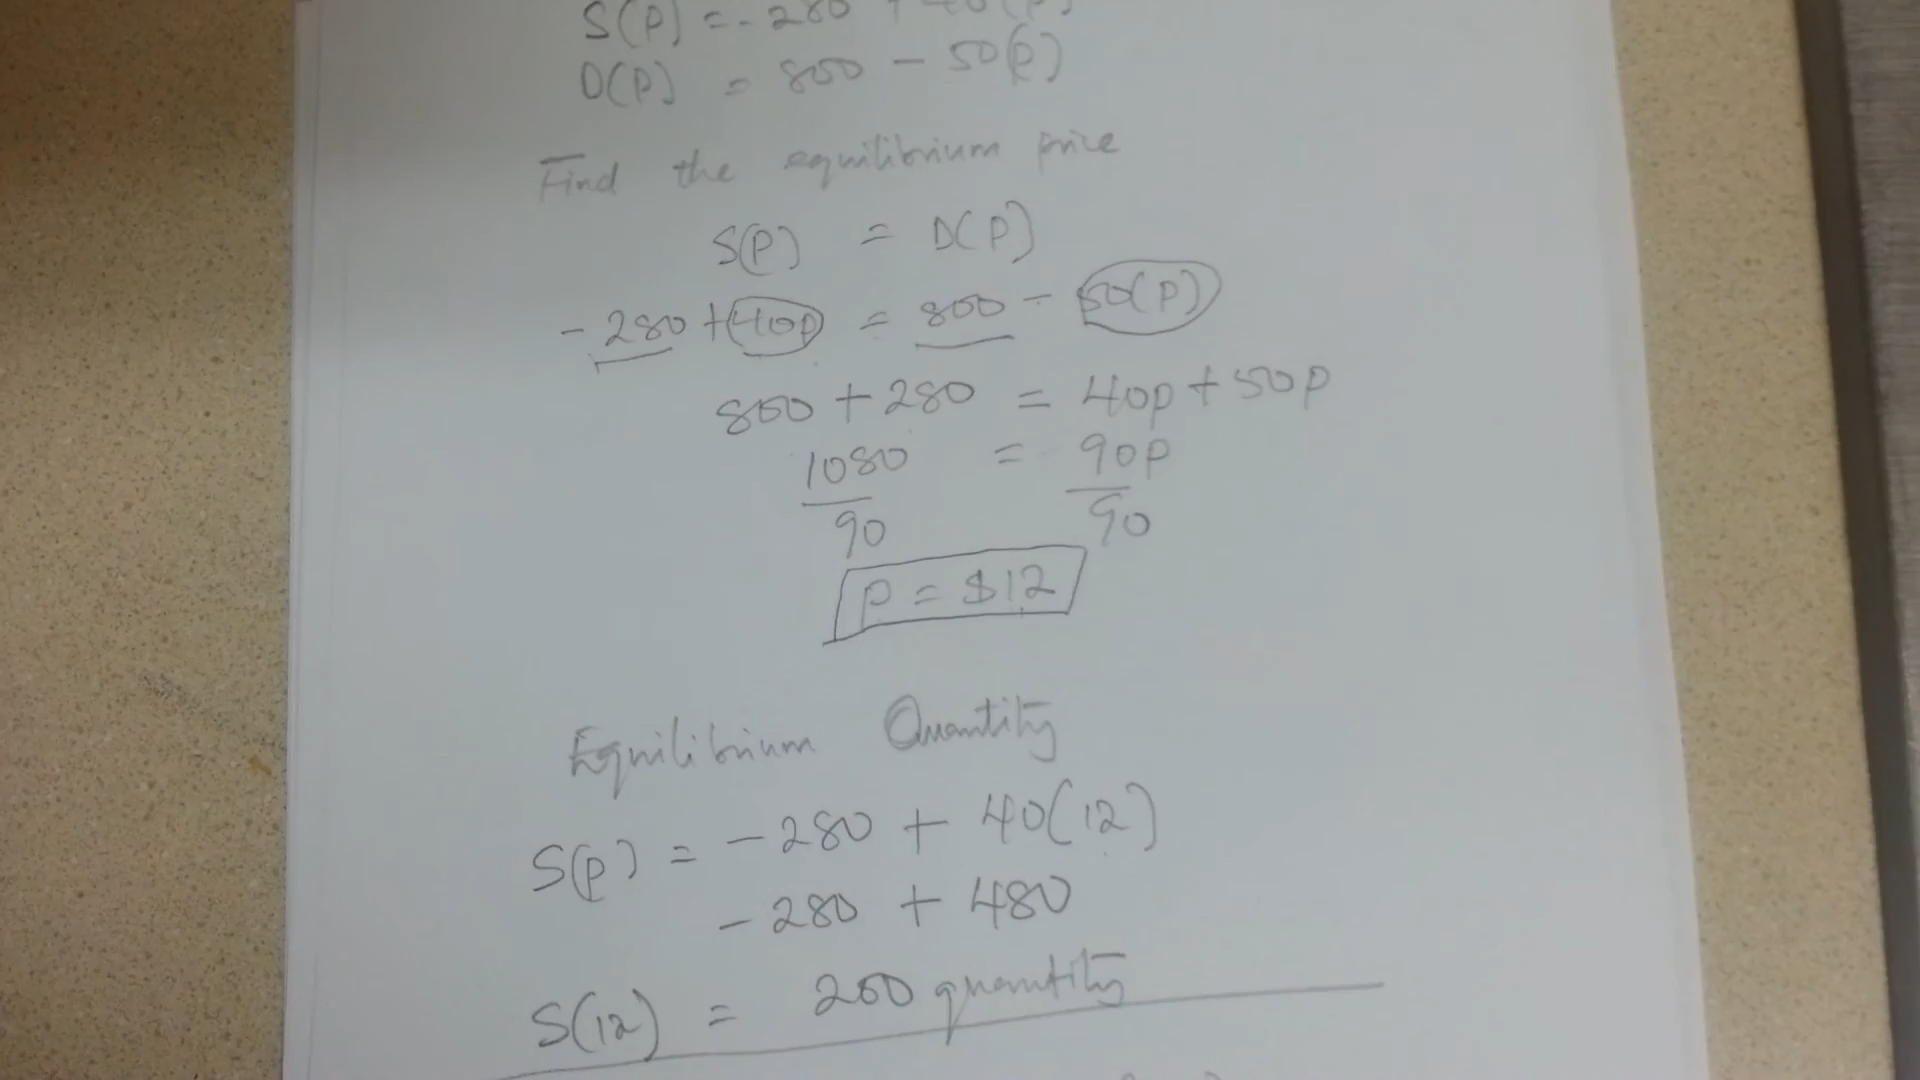 S(P) = - 280 + 40(P)
D(P) = 800 - 50(P)
Find the equilibrium price
S(P) = D(P)
- 280 + 40p = 800 - 50(P)
800 + 280 = 40p + 50p
1080 = 90p
90 90
P = $12
Equilibrium Quantity
S(p) = - 280 + 40(12)
- 280 + 480
S(12) = 200 quantity